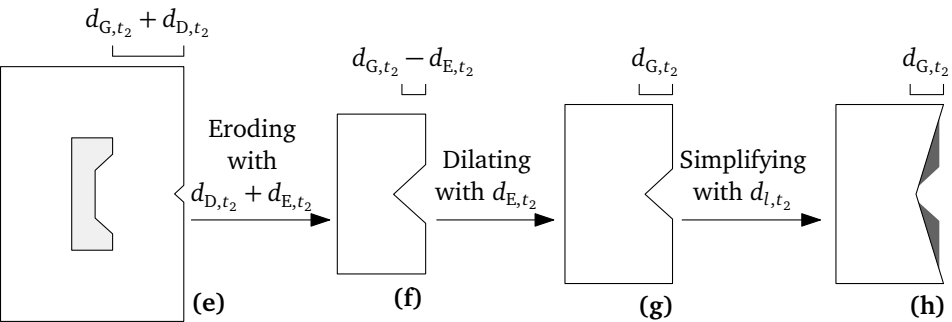 d_{G,t_2} + d_{D,t_2}
d_{G,t_2} − d_{E,t_2}
d_{G,t_2}
d_{G,t_2}
Eroding
with
d_{D,t_2} + d_{E,t_2}
Dilating
with d_{E,t_2}
Simplifying
with d_{l,t_2}
(e)
(f)
(g)
(h)